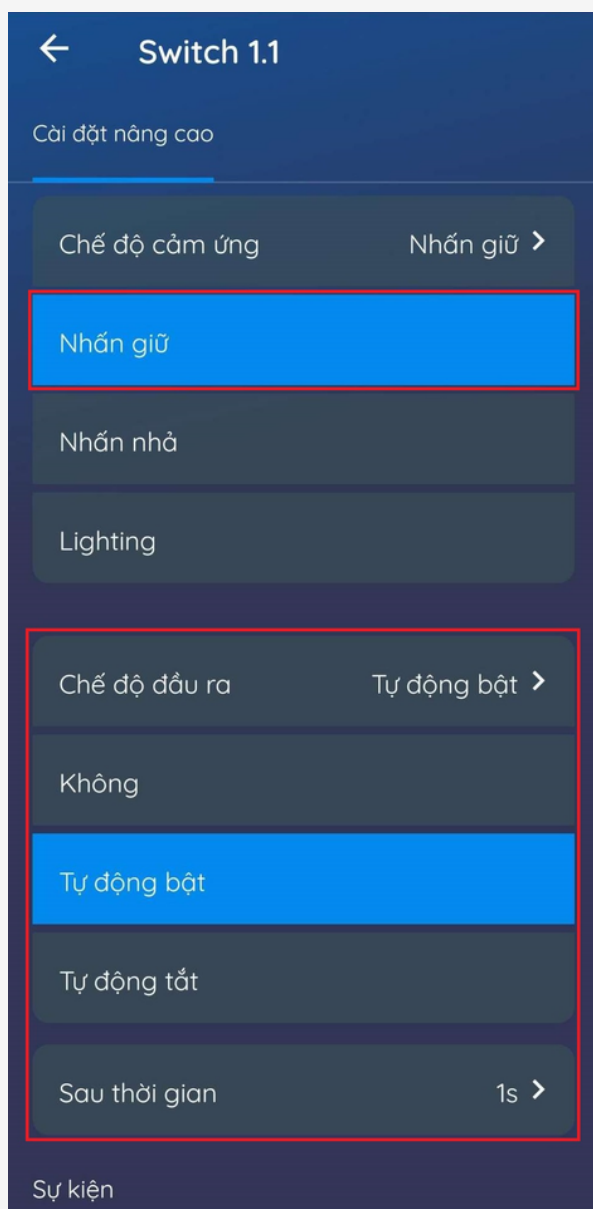 Switch 1.1
Cài đặt nâng cao
Chế độ cảm ứng Nhấn giữ
Nhấn giữ
Nhấn nhả
Lighting
Chế độ đầu ra Tự động bật
Không
Tự động bật
Tự động tắt
Sau thời gian 1s
Sự kiện